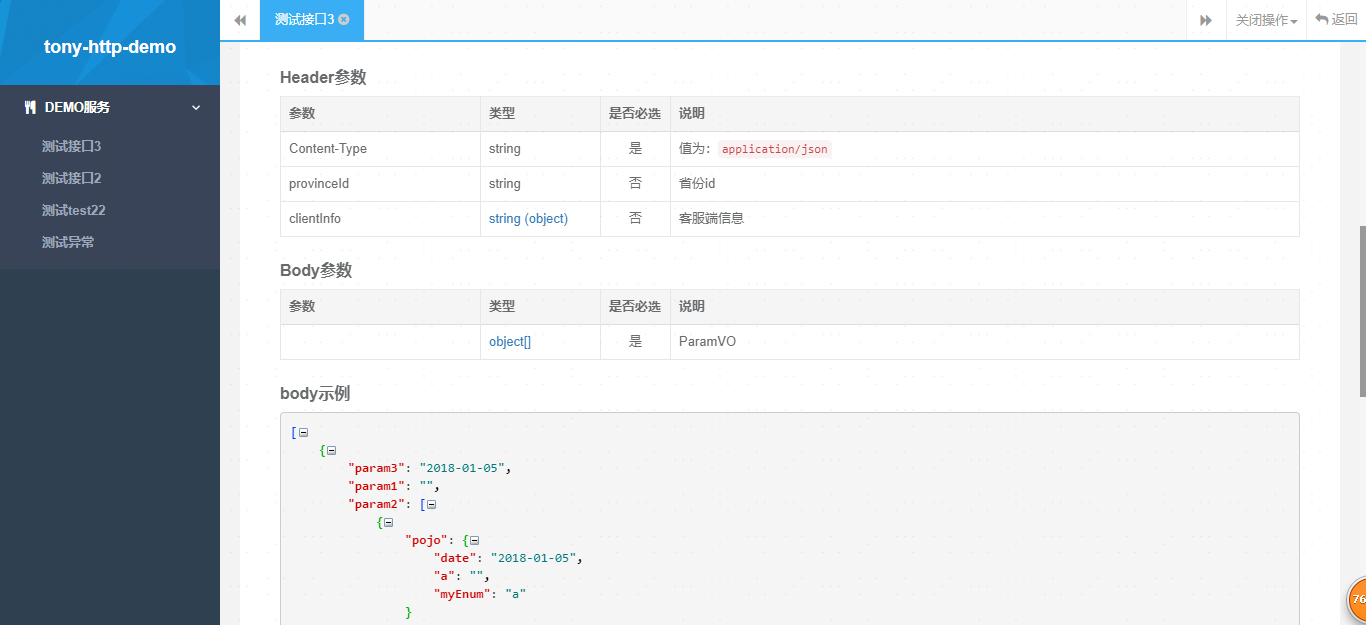 tony-http-demo
DEMO服务
测试接口3
测试接口2
测试test22
测试异常
测试接口3 关闭操作 返回
Header参数
参数 类型 是否必选 说明
Content-Type string 是 值为: application/json
provinceId string 否 省份id
clientInfo string (object) 否 客服端信息
Body参数
参数 类型 是否必选 说明
object[] 是 ParamVO
body示例
[
{
"param3": "2018-01-05",
"param1": "",
"param2": [
{
"pojo": {
"date": "2018-01-05",
"a": "",
"myEnum": "a"
}
76